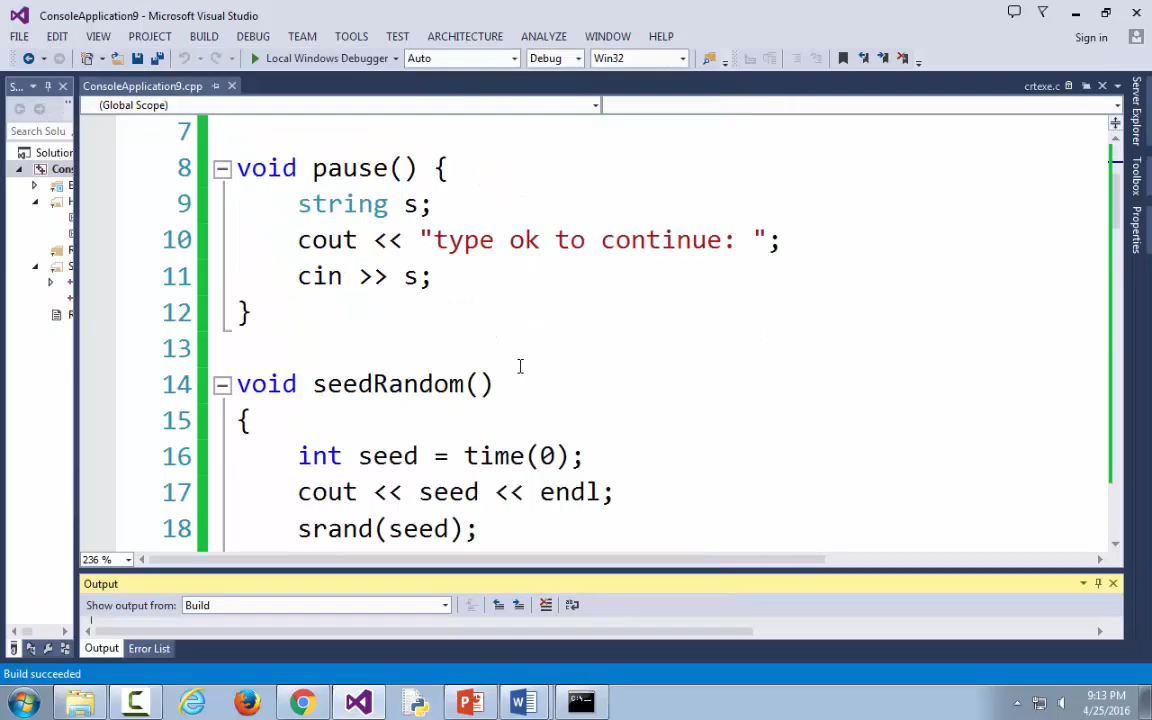 ConsoleApplication9 - Microsoft Visual Studio
FILE EDIT VIEW PROJECT BUILD DEBUG TEAM TOOLS TEST ARCHITECTURE ANALYZE WINDOW HELP
Sign in
Local Windows Debugger Auto Debug Win32
S... ConsoleApplication9.cpp crtexe.c
(Global Scope)
Search Solu
Solution
Cons
E
H
R
S
R
7
8 void pause() {
9 string s;
10 cout << "type ok to continue: ";
11 cin >> s;
12 }
13
14 void seedRandom()
15 {
16 int seed = time(0);
17 cout << seed << endl;
18 srand(seed);
236 %
Server Explorer
Toolbox
Properties
Output
Show output from: Build
Output Error List
Build succeeded
9:13 PM
4/25/2016